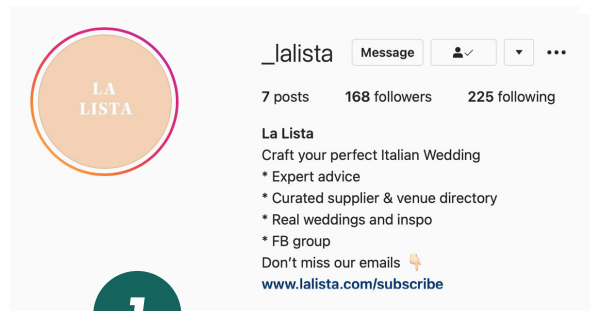 _lalista Message
7 posts 168 followers 225 following
LA
LISTA
La Lista
Craft your perfect Italian Wedding
* Expert advice
* Curated supplier & venue directory
* Real weddings and inspo
* FB group
Don't miss our emails 👇🏻
www.lalista.com/subscribe
1